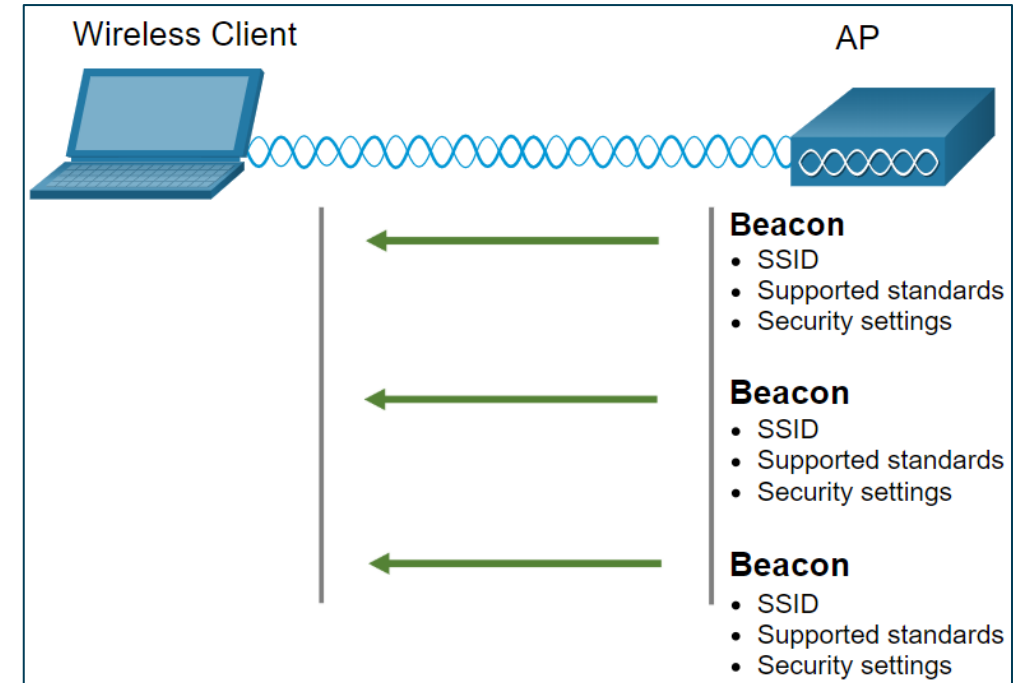 Wireless Client
AP
Beacon
• SSID
• Supported standards
• Security settings
Beacon
• SSID
• Supported standards
• Security settings
Beacon
• SSID
• Supported standards
• Security settings